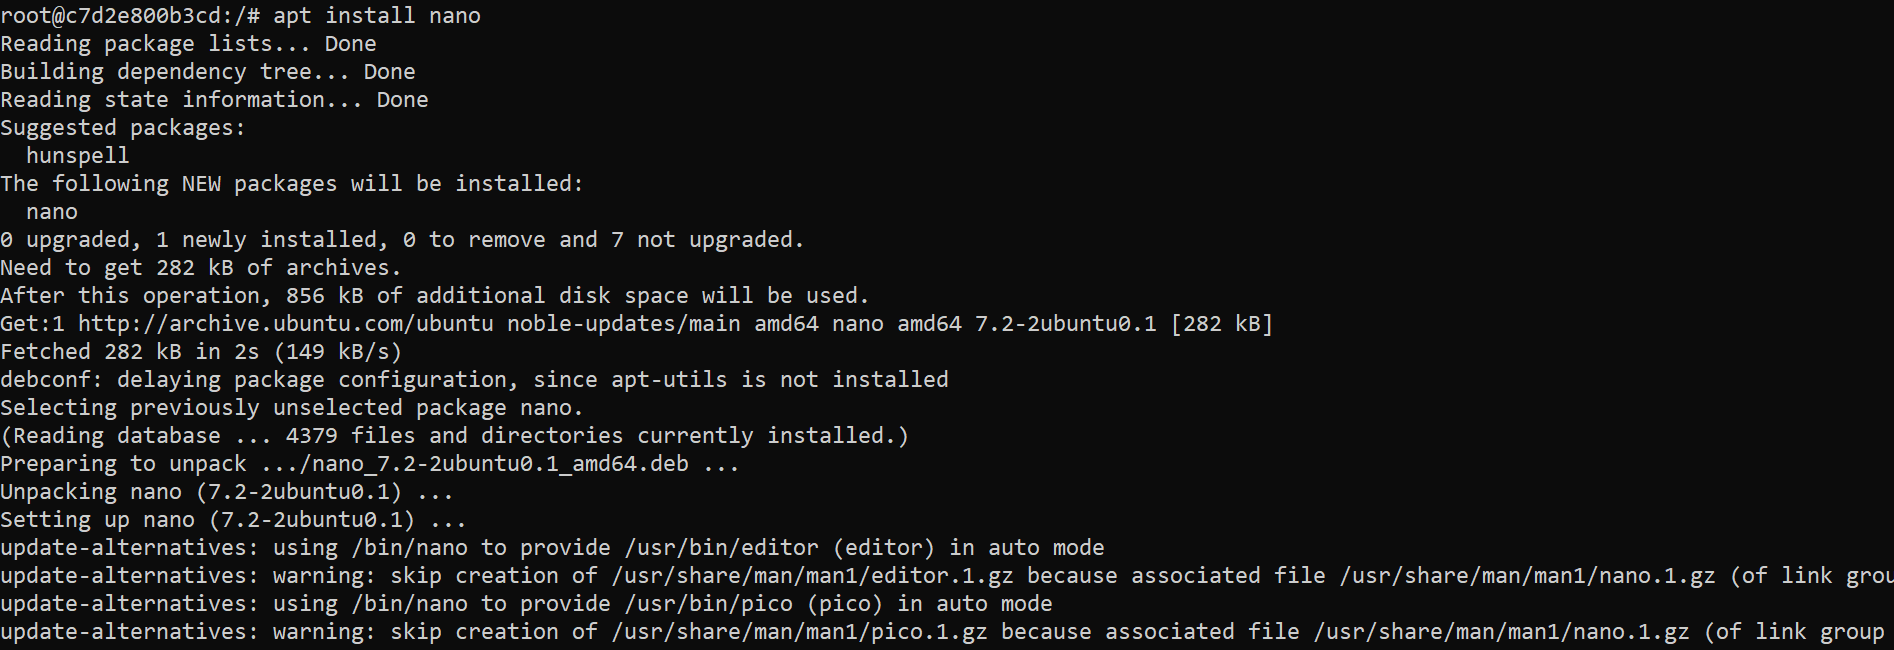 root@c7d2e800b3cd:/# apt install nano
Reading package lists... Done
Building dependency tree... Done
Reading state information... Done
Suggested packages:
  hunspell
The following NEW packages will be installed:
  nano
0 upgraded, 1 newly installed, 0 to remove and 7 not upgraded.
Need to get 282 kB of archives.
After this operation, 856 kB of additional disk space will be used.
Get:1 http://archive.ubuntu.com/ubuntu noble-updates/main amd64 nano amd64 7.2-2ubuntu0.1 [282 kB]
Fetched 282 kB in 2s (149 kB/s)
debconf: delaying package configuration, since apt-utils is not installed
Selecting previously unselected package nano.
(Reading database ... 4379 files and directories currently installed.)
Preparing to unpack .../nano_7.2-2ubuntu0.1_amd64.deb ...
Unpacking nano (7.2-2ubuntu0.1) ...
Setting up nano (7.2-2ubuntu0.1) ...
update-alternatives: using /bin/nano to provide /usr/bin/editor (editor) in auto mode
update-alternatives: warning: skip creation of /usr/share/man/man1/editor.1.gz because associated file /usr/share/man/man1/nano.1.gz (of link grou
update-alternatives: using /bin/nano to provide /usr/bin/pico (pico) in auto mode
update-alternatives: warning: skip creation of /usr/share/man/man1/pico.1.gz because associated file /usr/share/man/man1/nano.1.gz (of link group